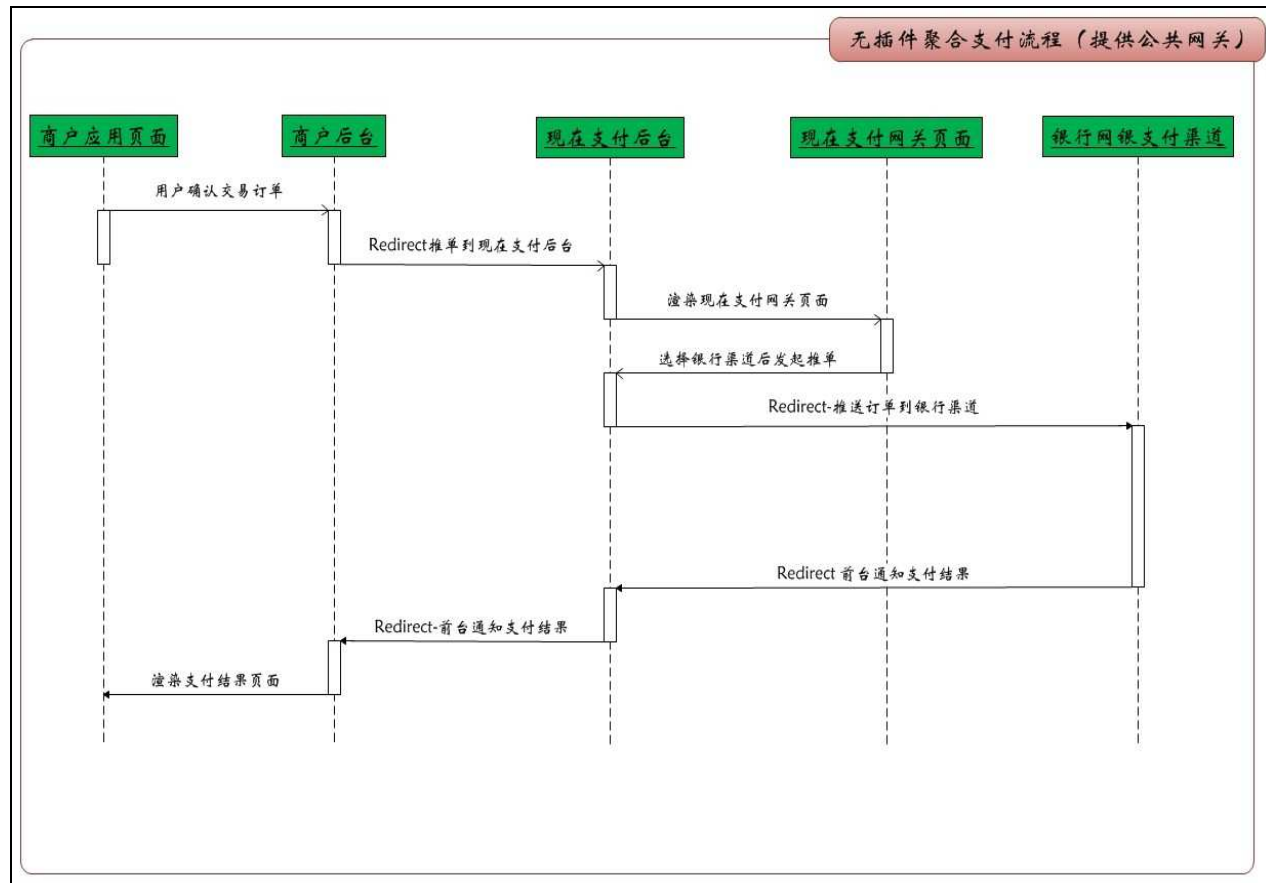 无插件聚合支付流程（提供公共网关）
商户应用页面
商户后台
现在支付后台
现在支付网关页面
银行网银支付渠道
用户确认交易订单
Redirect推单到现在支付后台
渲染现在支付网关页面
选择银行渠道后发起推单
Redirect-推送订单到银行渠道
Redirect 前台通知支付结果
Redirect-前台通知支付结果
渲染支付结果页面